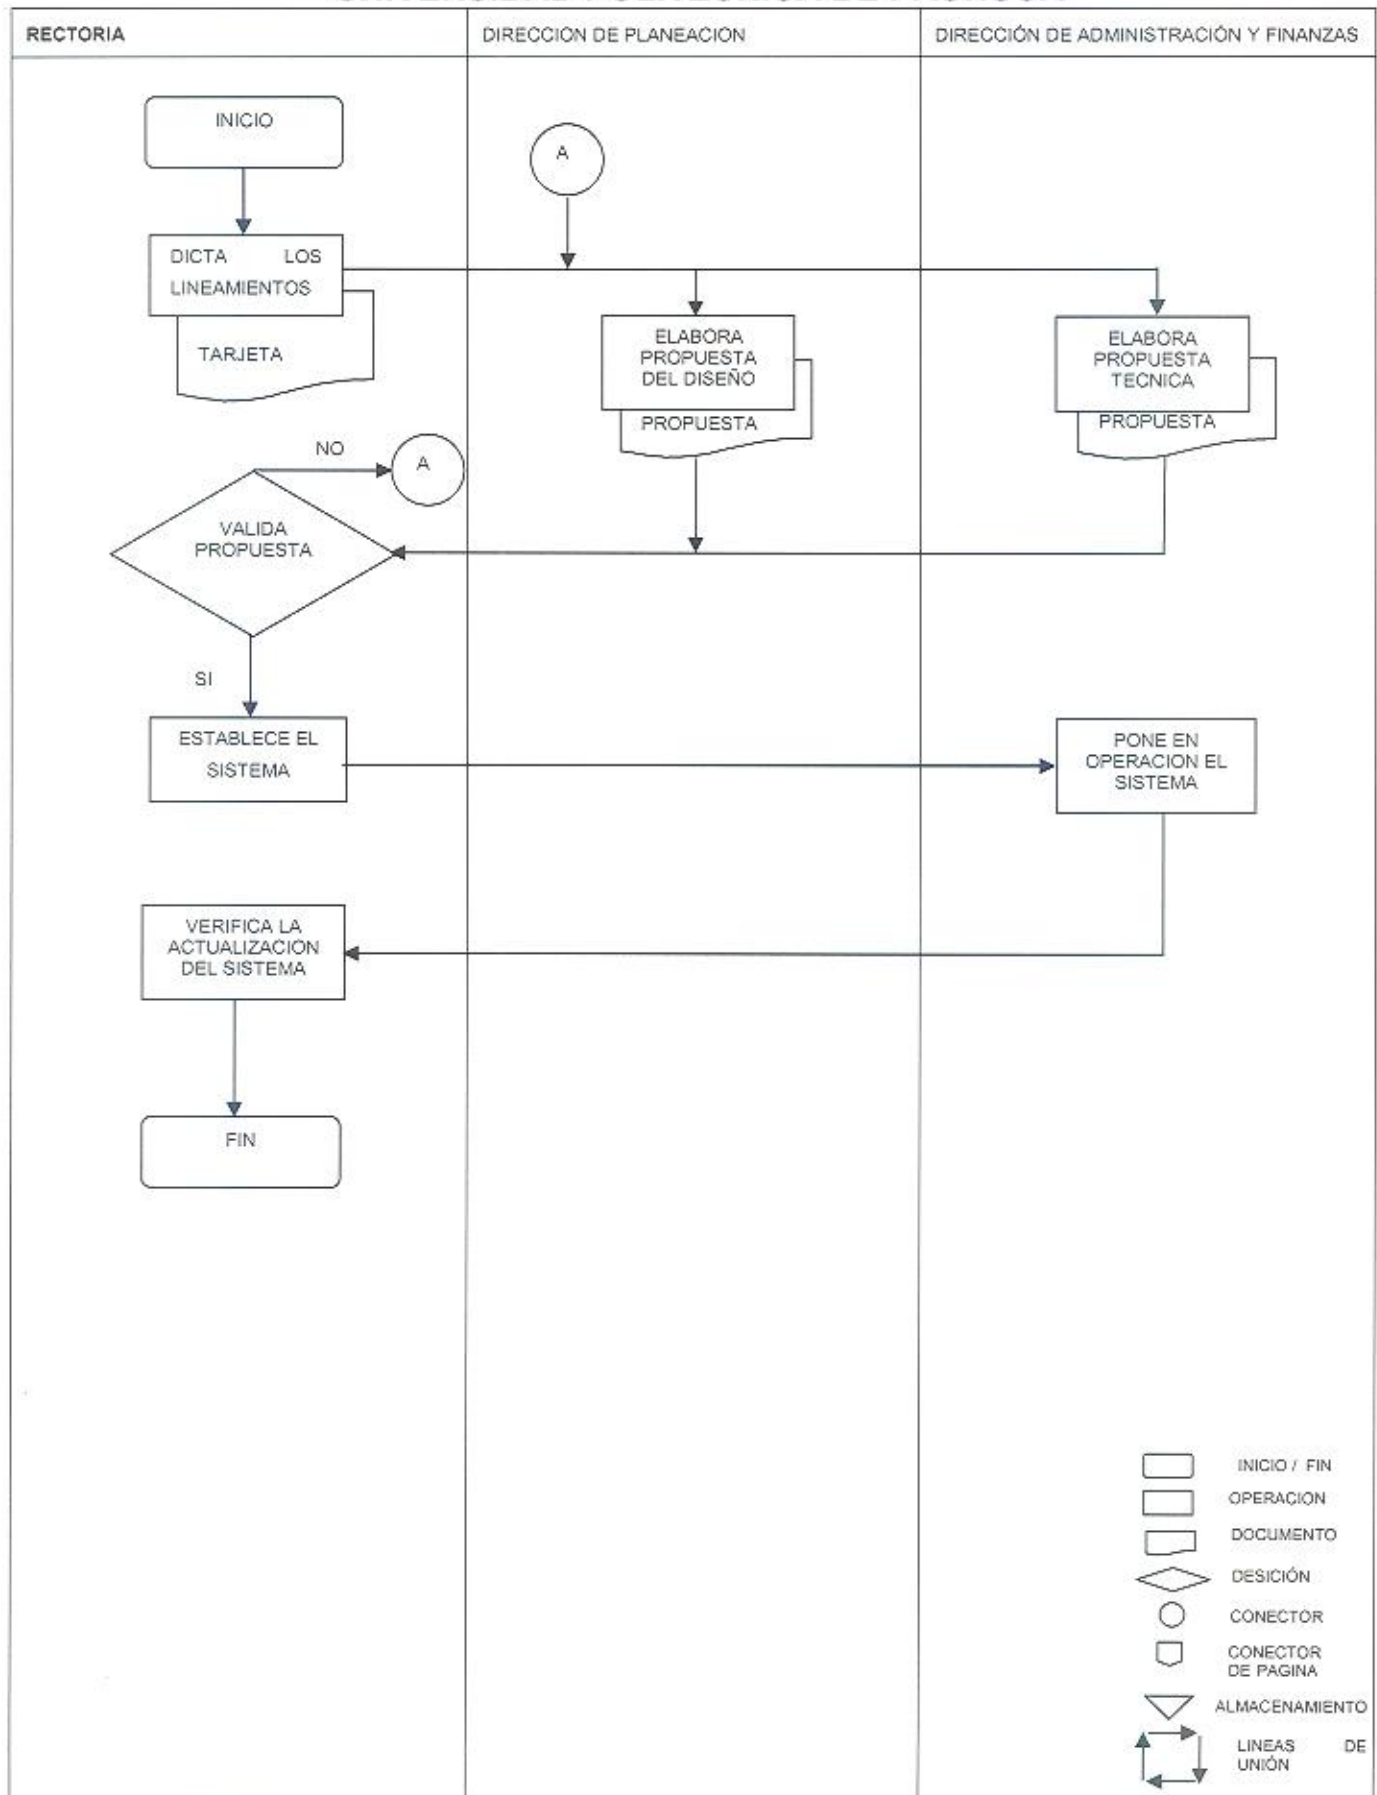 RECTORIA
DIRECCION DE PLANEACION
DIRECCIÓN DE ADMINISTRACIÓN Y FINANZAS
INICIO
A
DICTA LOS
LINEAMIENTOS
TARJETA
ELABORA
PROPUESTA
DEL DISEÑO
PROPUESTA
ELABORA
PROPUESTA
TECNICA
PROPUESTA
NO
A
VALIDA
PROPUESTA
SI
ESTABLECE EL
SISTEMA
PONE EN
OPERACION EL
SISTEMA
VERIFICA LA
ACTUALIZACION
DEL SISTEMA
FIN
INICIO / FIN
OPERACION
DOCUMENTO
DESICIÓN
CONECTOR
CONECTOR
DE PAGINA
ALMACENAMIENTO
LINEAS DE
UNIÓN